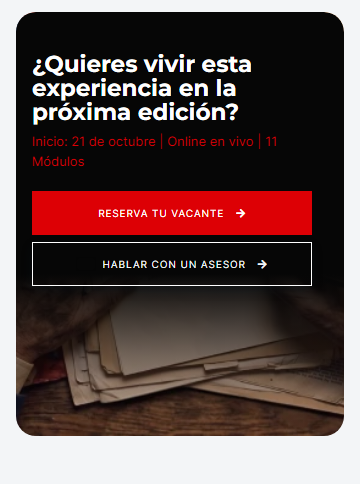 ¿Quieres vivir esta
experiencia en la
próxima edición?
Inicio: 21 de octubre | Online en vivo | 11
Módulos
RESERVA TU VACANTE →
HABLAR CON UN ASESOR →